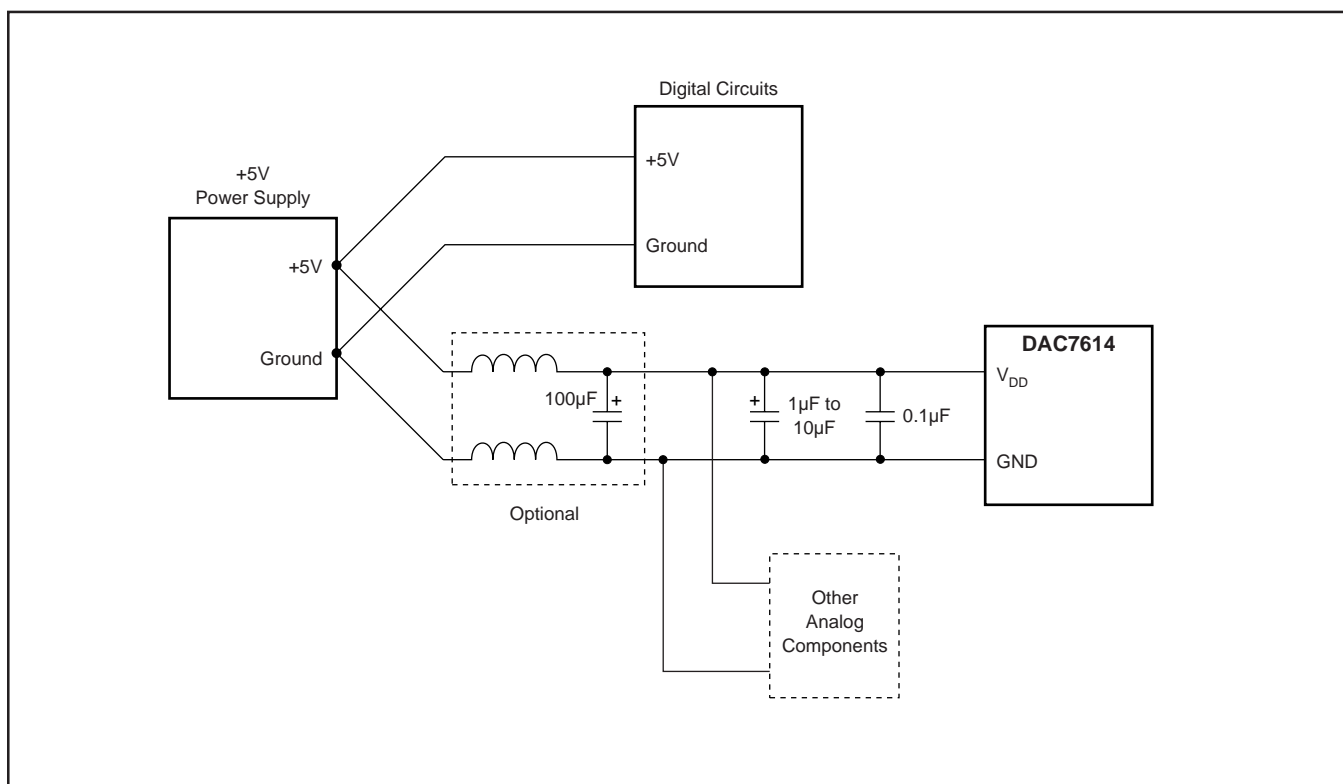 Digital Circuits
+5V
Ground
+5V
Power Supply
+5V
Ground
100µF
+
Optional
+
1µF to
10µF
0.1µF
DAC7614
VDD
GND
Other
Analog
Components